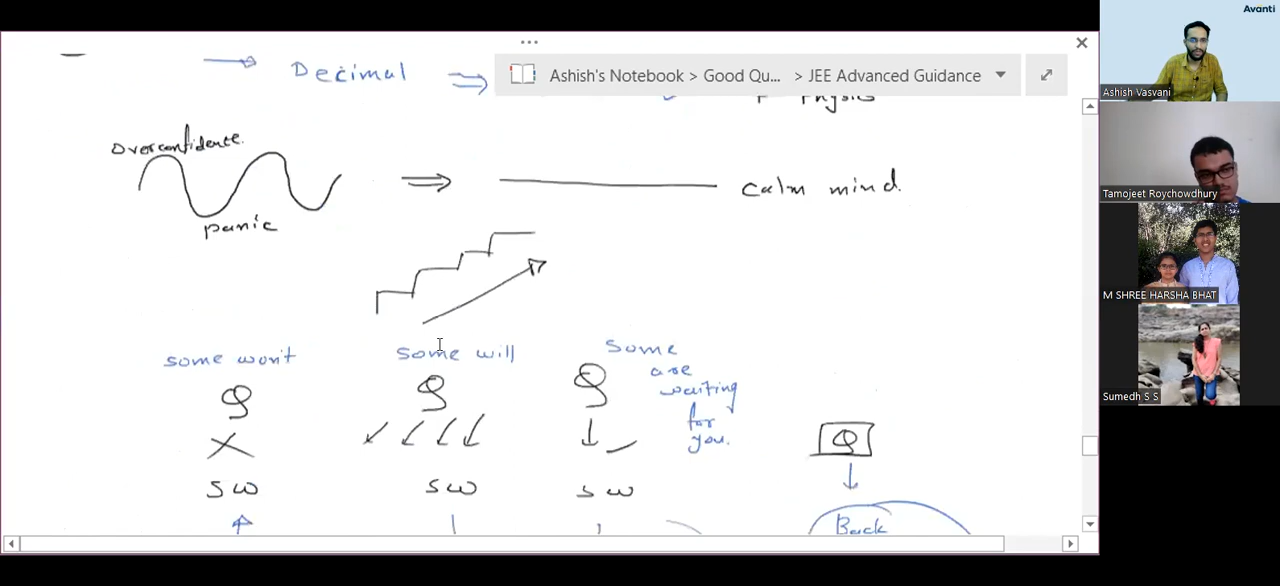 Avanti
Decimal
Ashish's Notebook > Good Qu... > JEE Advanced Guidance
Ashish Vasvani
Physics
overconfidence.
panic
calm mind.
Tamojeet Roychowdhury
M SHREE HARSHA BHAT
some won't
some will
some
are
waiting
for
you.
Q
Q
Q
Q
Sumedh S S
SW
SW
SW
Back